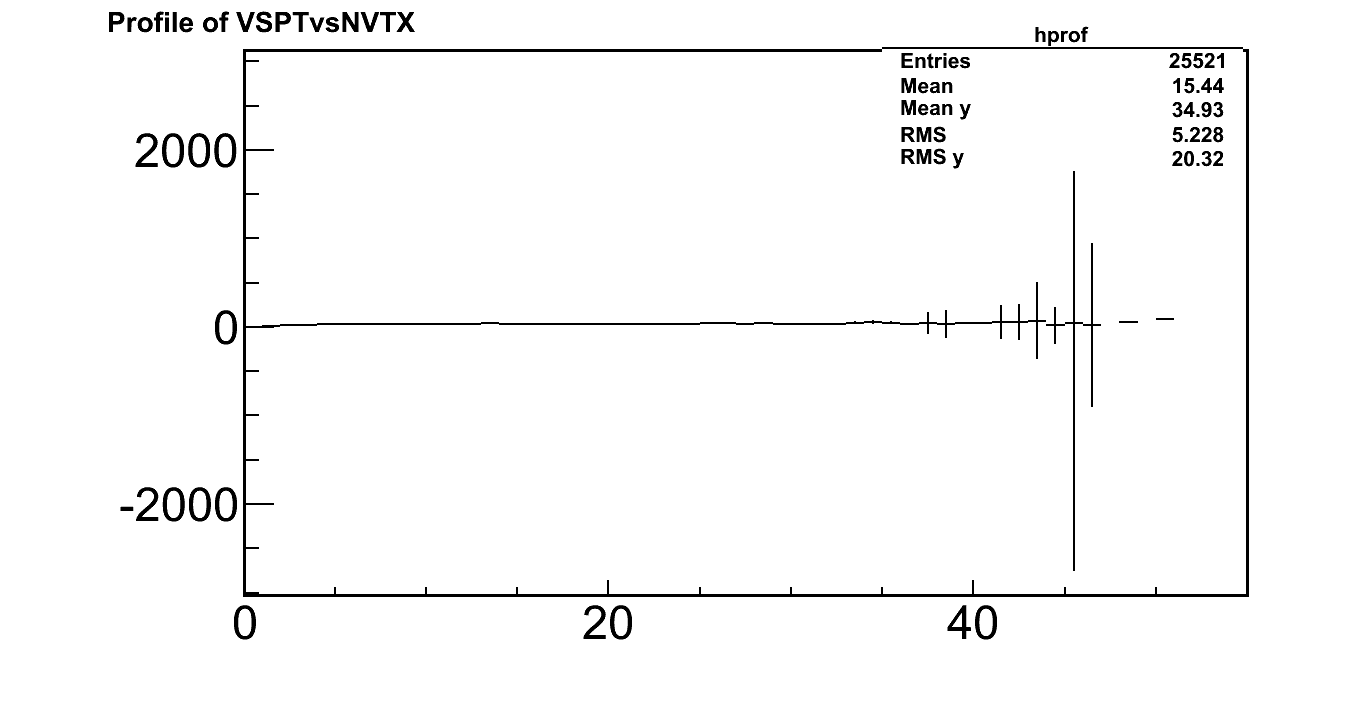 Profile of VSPTvsNVTX
hprof
Entries 25521
Mean 15.44
Mean y 34.93
RMS 5.228
RMS y 20.32
2000
0
-2000
0 20 40